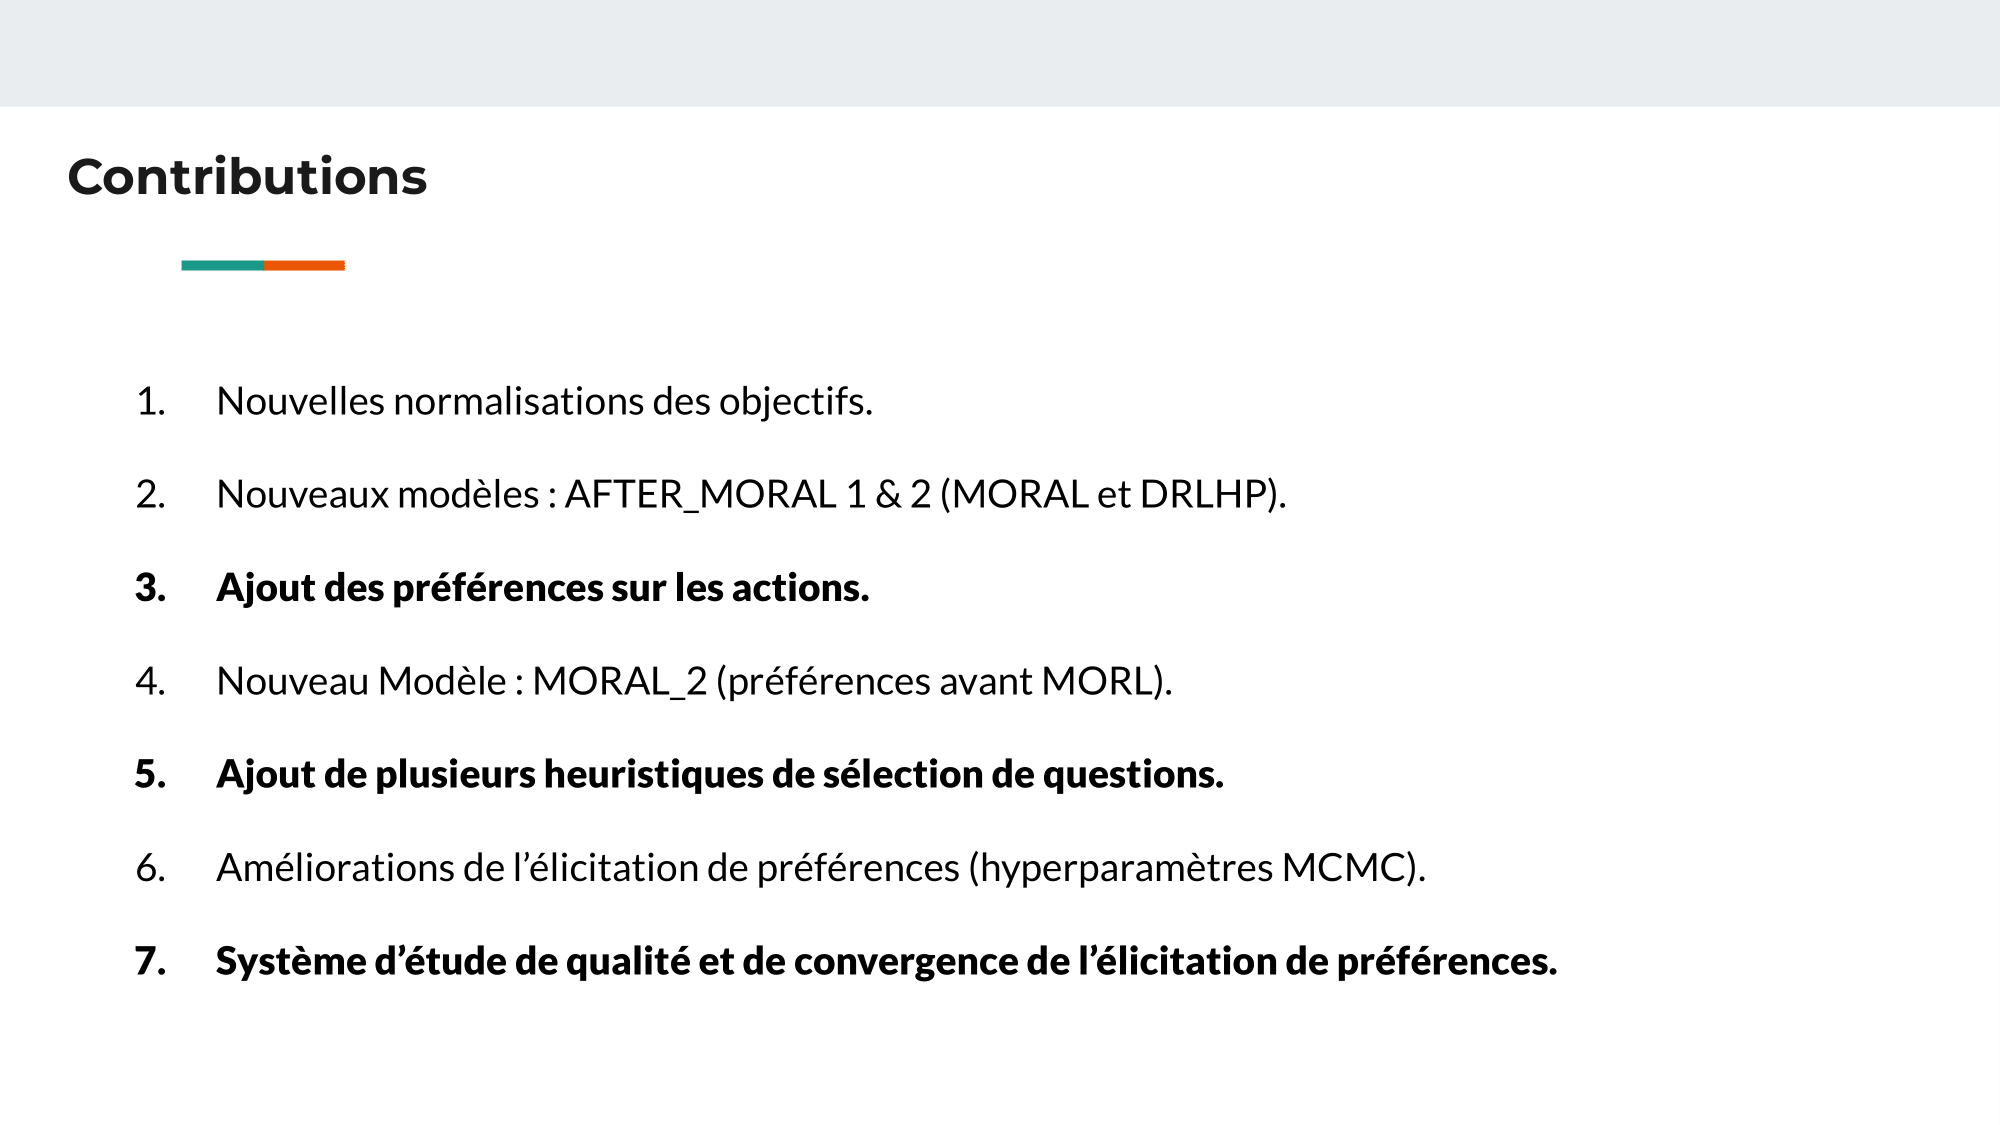 Contributions
1. Nouvelles normalisations des objectifs.
2. Nouveaux modèles : AFTER_MORAL 1 & 2 (MORAL et DRLHP).
3. Ajout des préférences sur les actions.
4. Nouveau Modèle : MORAL_2 (préférences avant MORL).
5. Ajout de plusieurs heuristiques de sélection de questions.
6. Améliorations de l’élicitation de préférences (hyperparamètres MCMC).
7. Système d’étude de qualité et de convergence de l’élicitation de préférences.